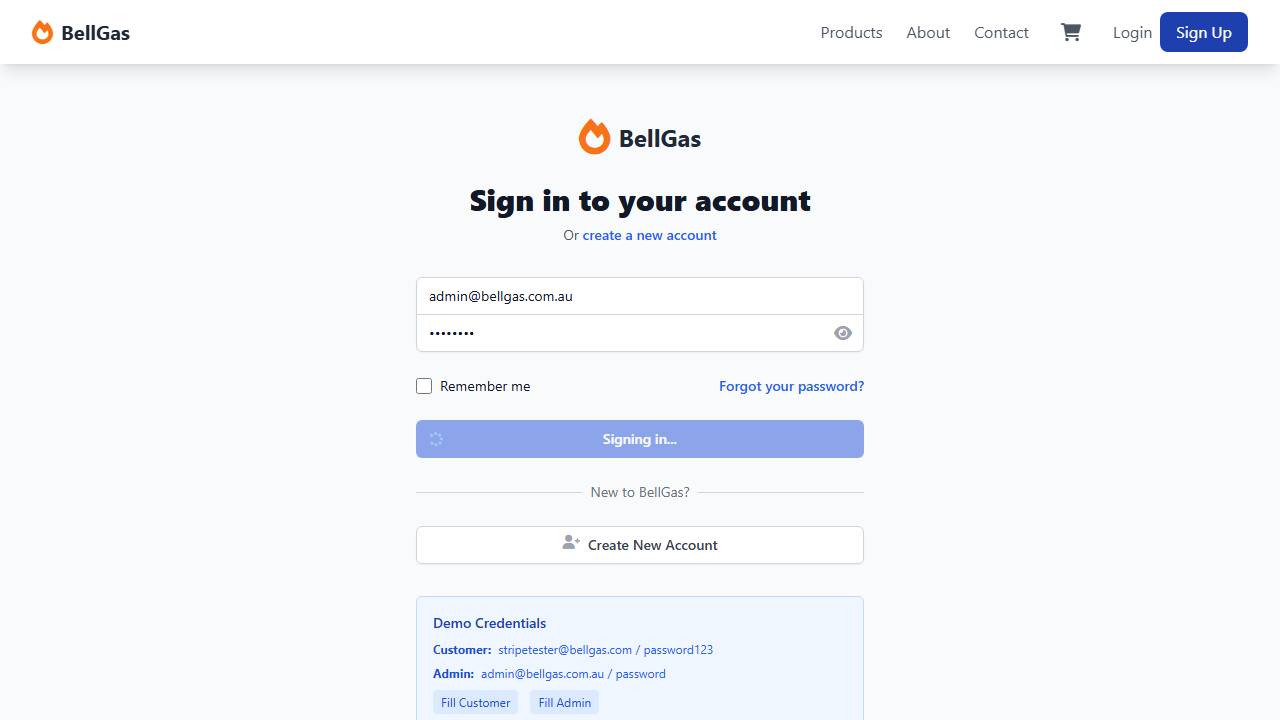 BellGas
Products
About
Contact
Login
Sign Up
BellGas
Sign in to your account
Or create a new account
admin@bellgas.com.au
Remember me
Forgot your password?
Signing in...
New to BellGas?
Create New Account
Demo Credentials
Customer: stripetester@bellgas.com / password123
Admin: admin@bellgas.com.au / password
Fill Customer
Fill Admin